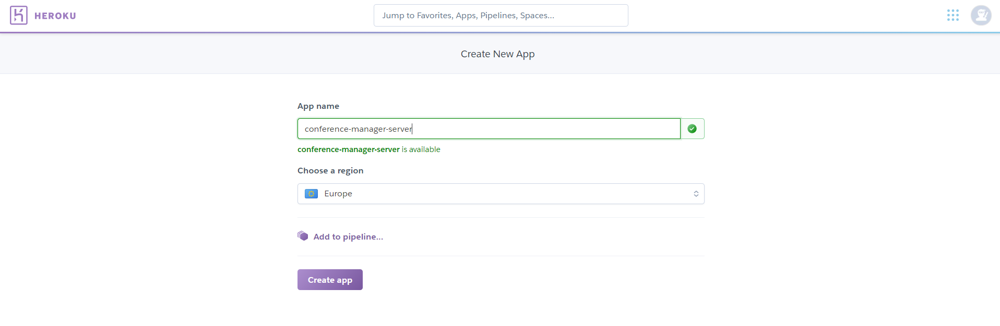 HEROKU
Jump to Favorites, Apps, Pipelines, Spaces...
Create New App
App name
conference-manager-server
conference-manager-server is available
Choose a region
Europe
Add to pipeline...
Create app